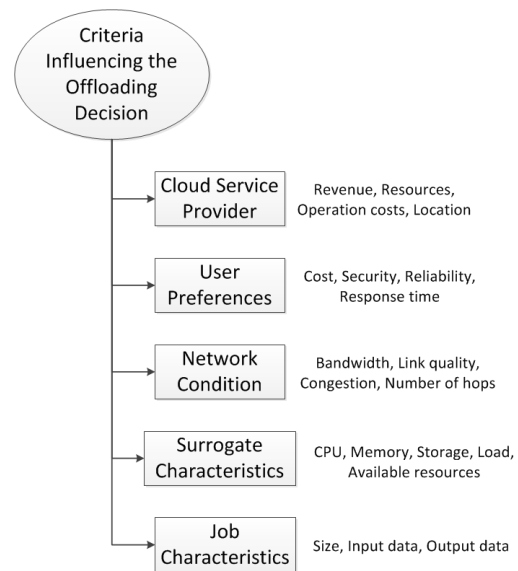 Criteria
Influencing the
Offloading
Decision
Cloud Service
Provider
Revenue, Resources,
Operation costs, Location
User
Preferences
Cost, Security, Reliability,
Response time
Network
Condition
Bandwidth, Link quality,
Congestion, Number of hops
Surrogate
Characteristics
CPU, Memory, Storage, Load,
Available resources
Job
Characteristics
Size, Input data, Output data